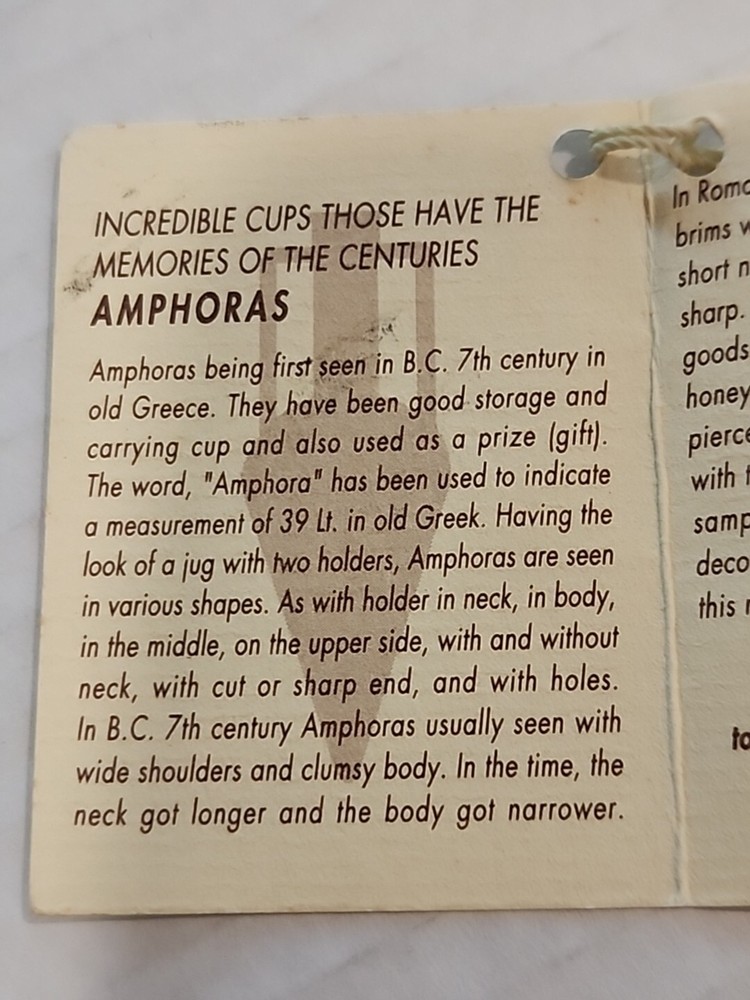 INCREDIBLE CUPS THOSE HAVE THE
MEMORIES OF THE CENTURIES
AMPHORAS
Amphoras being first seen in B.C. 7th century in
old Greece. They have been good storage and
carrying cup and also used as a prize (gift).
The word, "Amphora" has been used to indicate
a measurement of 39 Lt. in old Greek. Having the
look of a jug with two holders, Amphoras are seen
in various shapes. As with holder in neck, in body,
in the middle, on the upper side, with and without
neck, with cut or sharp end, and with holes.
In B.C. 7th century Amphoras usually seen with
wide shoulders and clumsy body. In the time, the
neck got longer and the body got narrower.
In
brims
short
sharp.
goods
honey
with
this